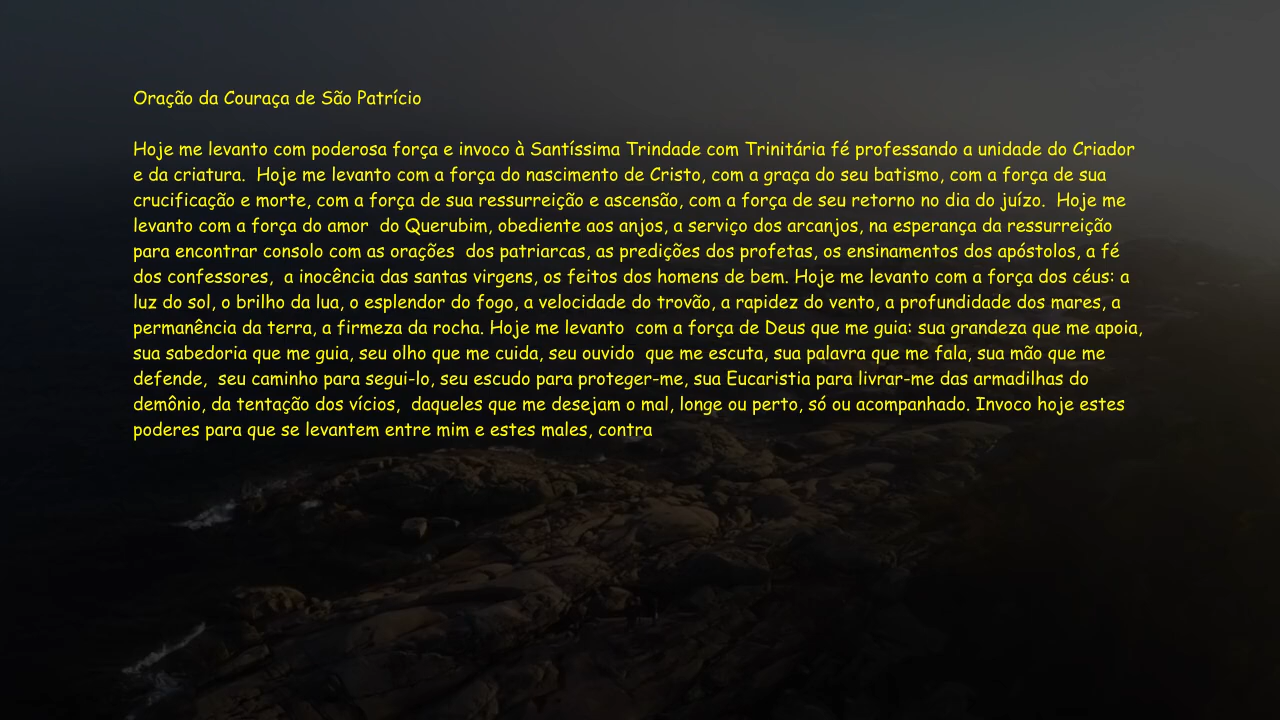 Oração da Couraça de São Patrício
Hoje me levanto com poderosa força e invoco à Santíssima Trindade com Trinitária fé professando a unidade do Criador
e da criatura.  Hoje me levanto com a força do nascimento de Cristo, com a graça do seu batismo, com a força de sua
crucificação e morte, com a força de sua ressurreição e ascensão, com a força de seu retorno no dia do juízo.  Hoje me
levanto com a força do amor  do Querubim, obediente aos anjos, a serviço dos arcanjos, na esperança da ressurreição
para encontrar consolo com as orações  dos patriarcas, as predições dos profetas, os ensinamentos dos apóstolos, a fé
dos confessores,  a inocência das santas virgens, os feitos dos homens de bem. Hoje me levanto com a força dos céus: a
luz do sol, o brilho da lua, o esplendor do fogo, a velocidade do trovão, a rapidez do vento, a profundidade dos mares, a
permanência da terra, a firmeza da rocha. Hoje me levanto  com a força de Deus que me guia: sua grandeza que me apoia,
sua sabedoria que me guia, seu olho que me cuida, seu ouvido  que me escuta, sua palavra que me fala, sua mão que me
defende,  seu caminho para segui-lo, seu escudo para proteger-me, sua Eucaristia para livrar-me das armadilhas do
demônio, da tentação dos vícios,  daqueles que me desejam o mal, longe ou perto, só ou acompanhado. Invoco hoje estes
poderes para que se levantem entre mim e estes males, contra